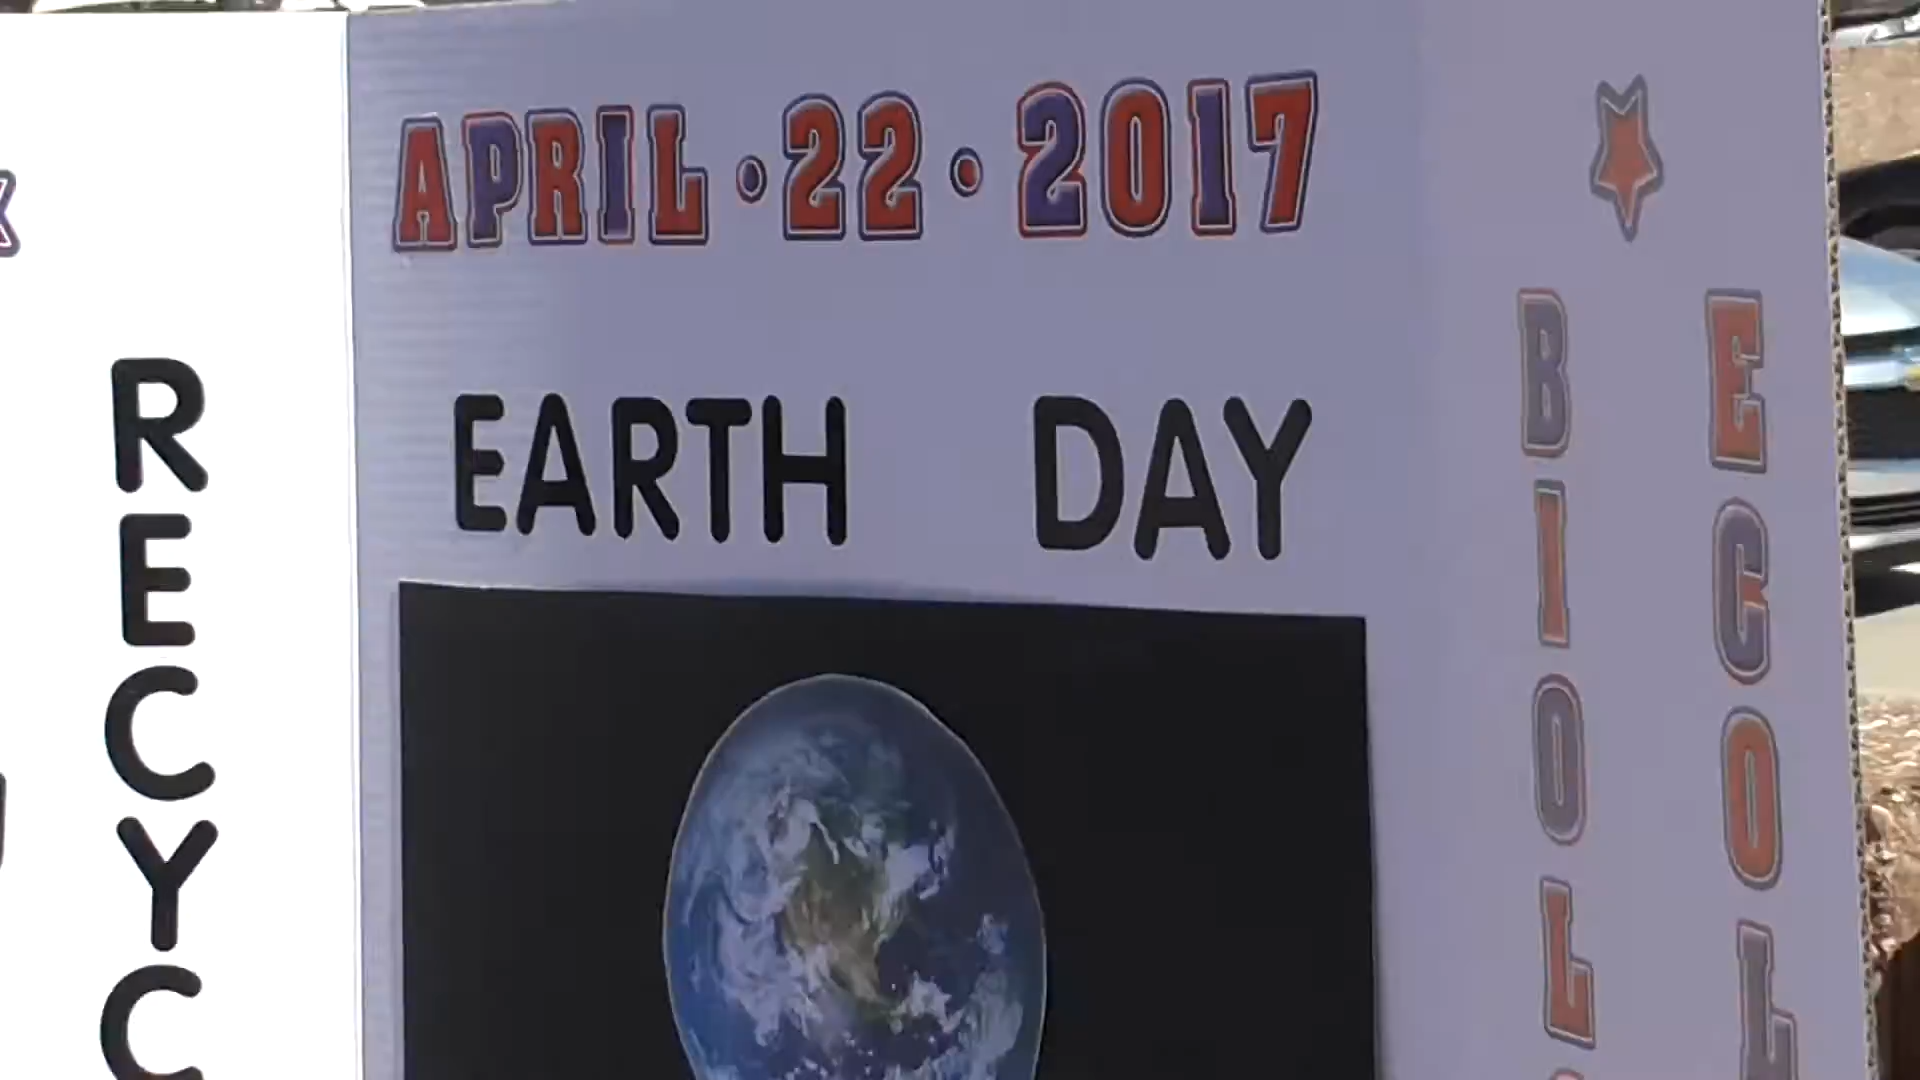 APRIL • 22 • 2017
EARTH DAY
RECYC
BIOL
ECOL